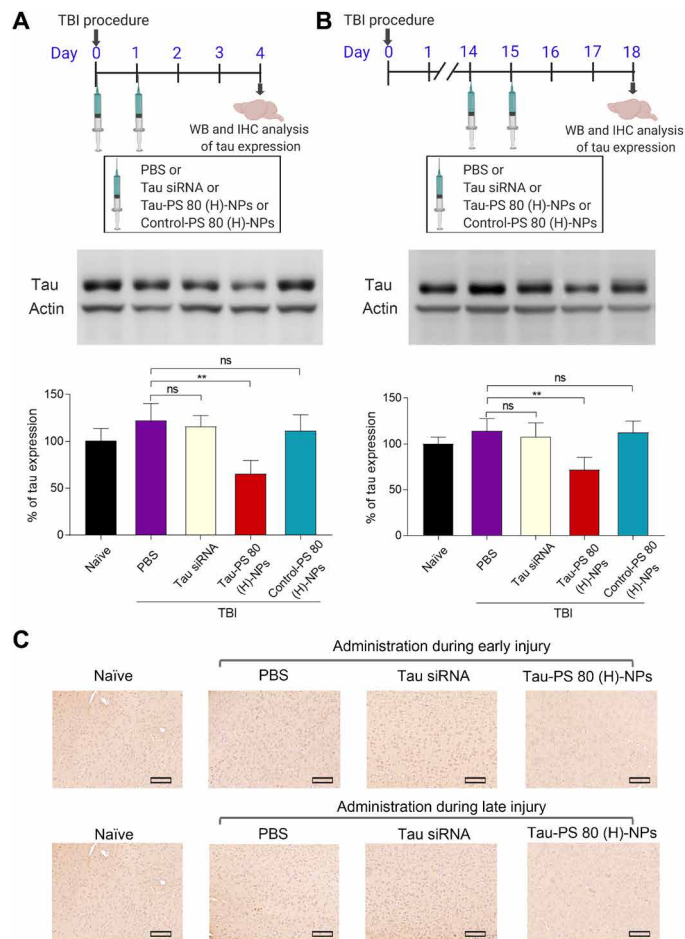 A
TBI procedure
Day 0 1 2 3 4
WB and IHC analysis
of tau expression
PBS or
Tau siRNA or
Tau-PS 80 (H)-NPs or
Control-PS 80 (H)-NPs
Tau
Actin
ns
**
ns
150
100
50
0
% of tau expression
Naïve
PBS
Tau siRNA
Tau-PS 80
(H)-NPs
Control-PS 80
(H)-NPs
TBI
B
TBI procedure
Day 0 1 14 15 16 17 18
WB and IHC analysis
of tau expression
PBS or
Tau siRNA or
Tau-PS 80 (H)-NPs or
Control-PS 80 (H)-NPs
Tau
Actin
ns
**
ns
150
100
50
0
% of tau expression
Naïve
PBS
Tau siRNA
Tau-PS 80
(H)-NPs
Control-PS 80
(H)-NPs
TBI
C
Administration during early injury
Naïve PBS Tau siRNA Tau-PS 80 (H)-NPs
Administration during late injury
Naïve PBS Tau siRNA Tau-PS 80 (H)-NPs